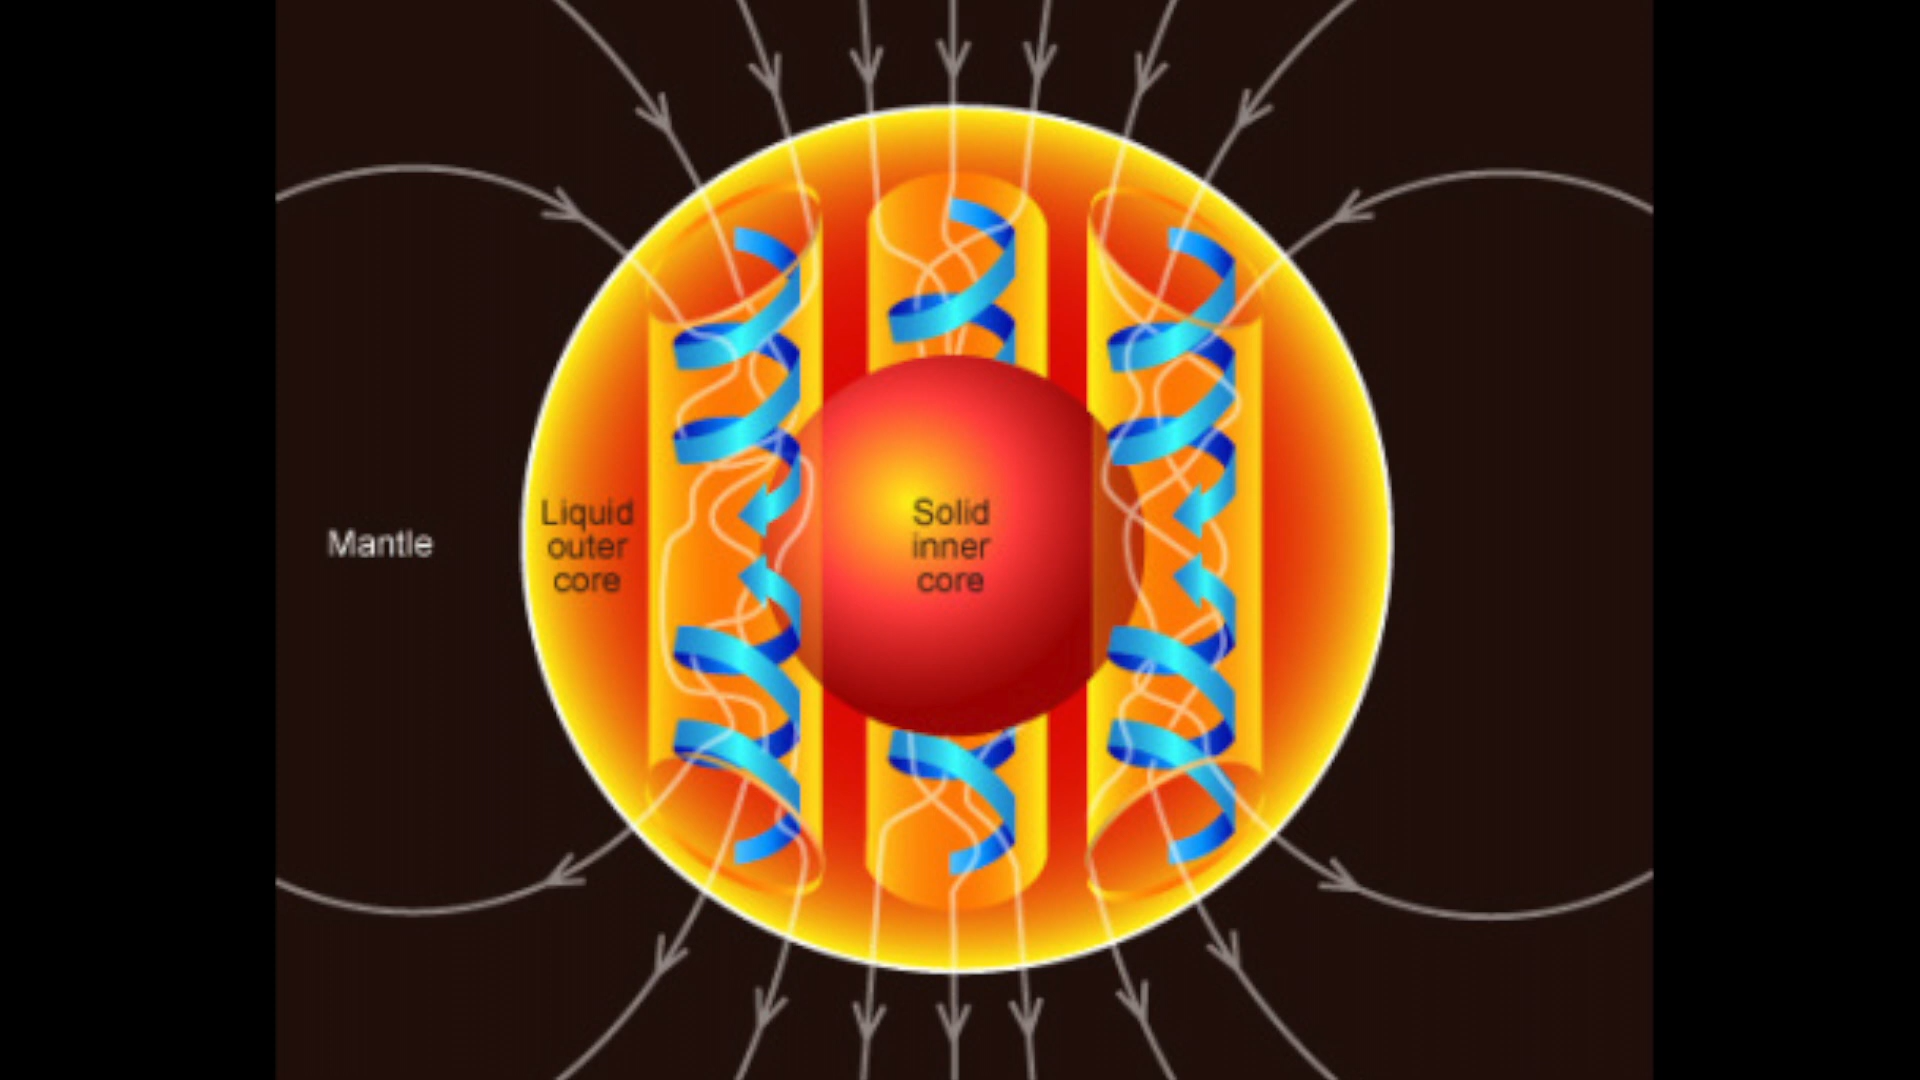 Mantle
Liquid
outer
core
Solid
inner
core